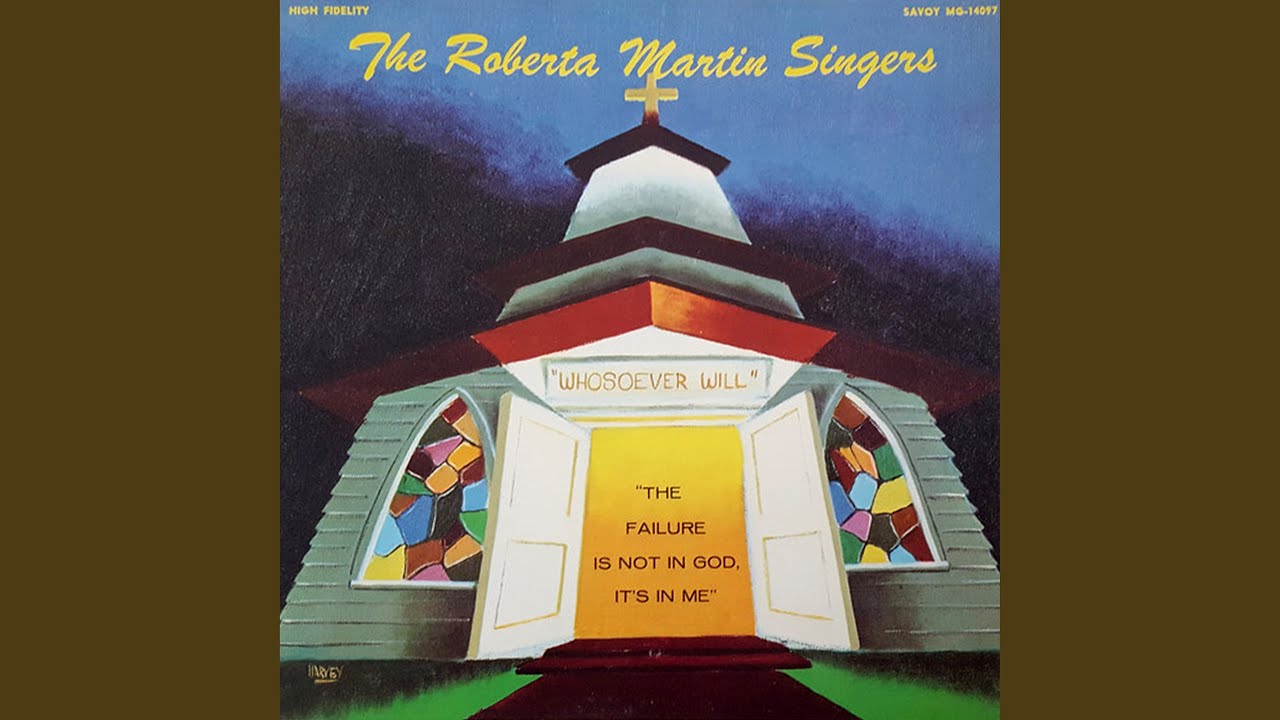 HIGH FIDELITY
SAVOY MG-14097
The Roberta Martin Singers
"WHOSOEVER WILL"
"THE
FAILURE
IS NOT IN GOD,
IT'S IN ME"
HARVEY